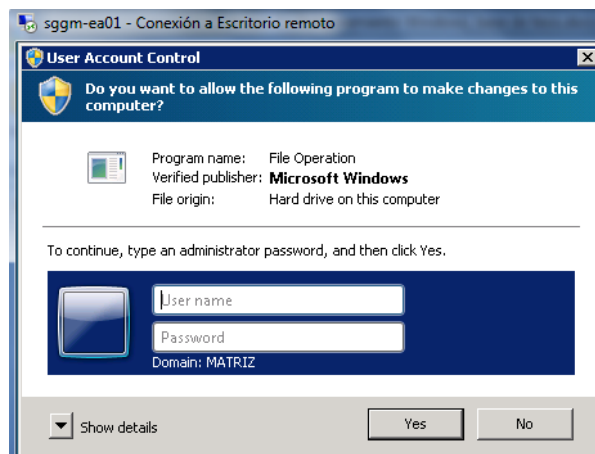 sggm-ea01 - Conexión a Escritorio remoto
User Account Control
Do you want to allow the following program to make changes to this
computer?
Program name: File Operation
Verified publisher: Microsoft Windows
File origin: Hard drive on this computer
To continue, type an administrator password, and then click Yes.
User name
Password
Domain: MATRIZ
Show details
Yes
No